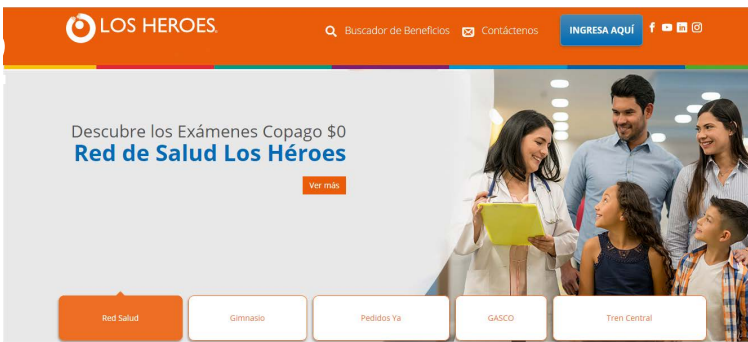 LOS HEROES.
Buscador de Beneficios
Contáctenos
INGRESA AQUÍ
Descubre los Exámenes Copago $0
Red de Salud Los Héroes
Ver más
Red Salud
Gimnasio
Pedidos Ya
GASCO
Tren Central